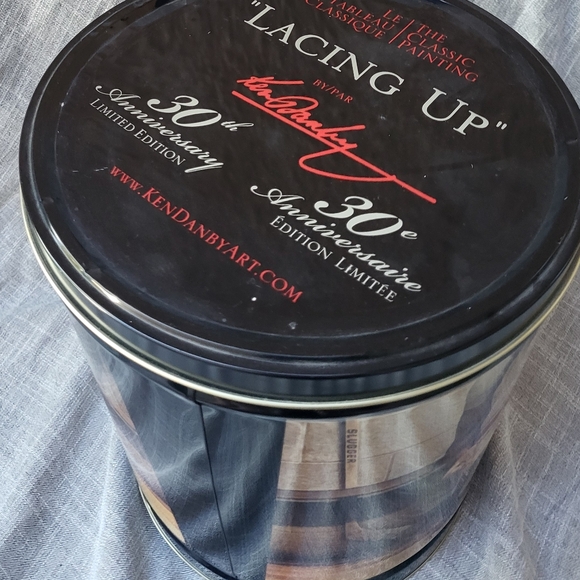 LE | THE
TABLEAU | CLASSIC
CLASSIQUE | PAINTING
"LACING UP"
BY/PAR
Ken Danby
30th
Anniversary
LIMITED EDITION
30e
Anniversaire
ÉDITION LIMITÉE
WWW.KENDANBYART.COM
SLUGGER